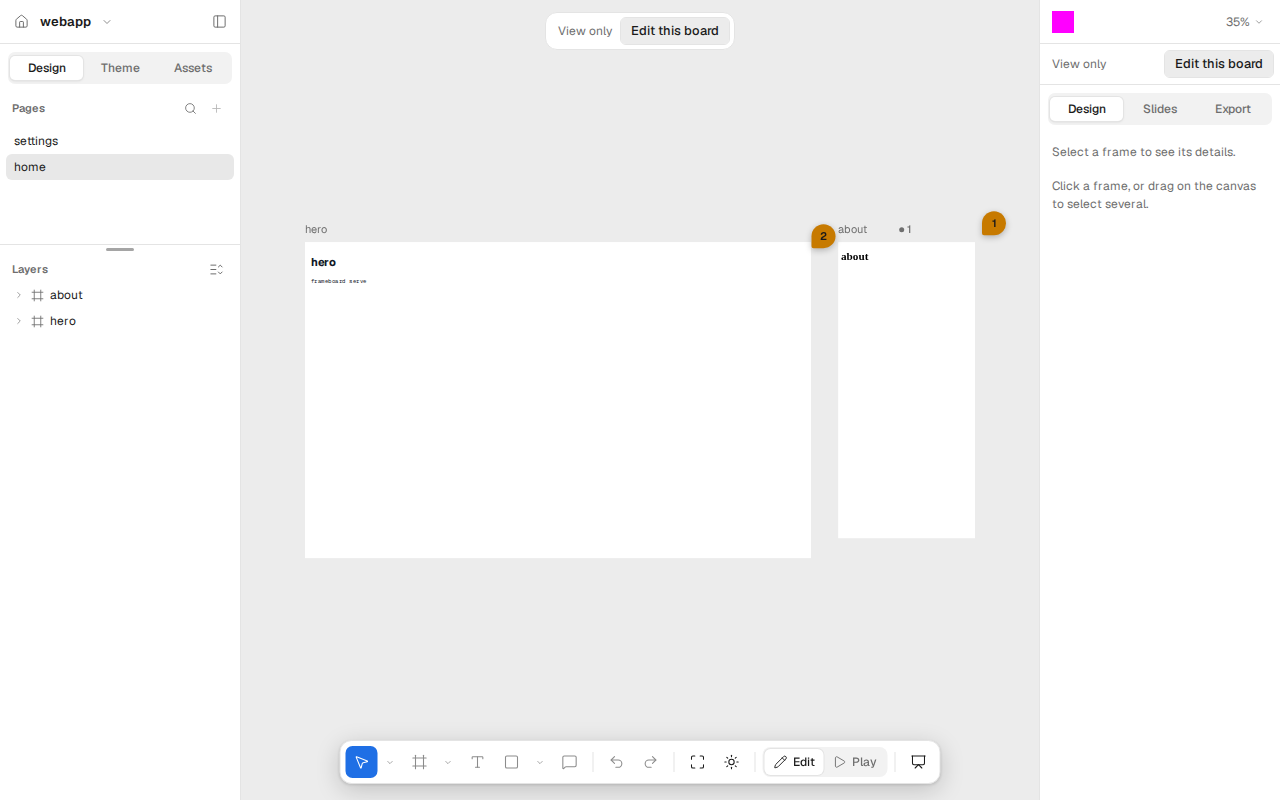 webapp
Design
Theme
Assets
Pages
settings
home
Layers
about
hero
View only
Edit this board
hero
2
about
1
1
hero
frameboard serve
about
Edit
Play
35%
View only
Edit this board
Design
Slides
Export
Select a frame to see its details.
Click a frame, or drag on the canvas
to select several.